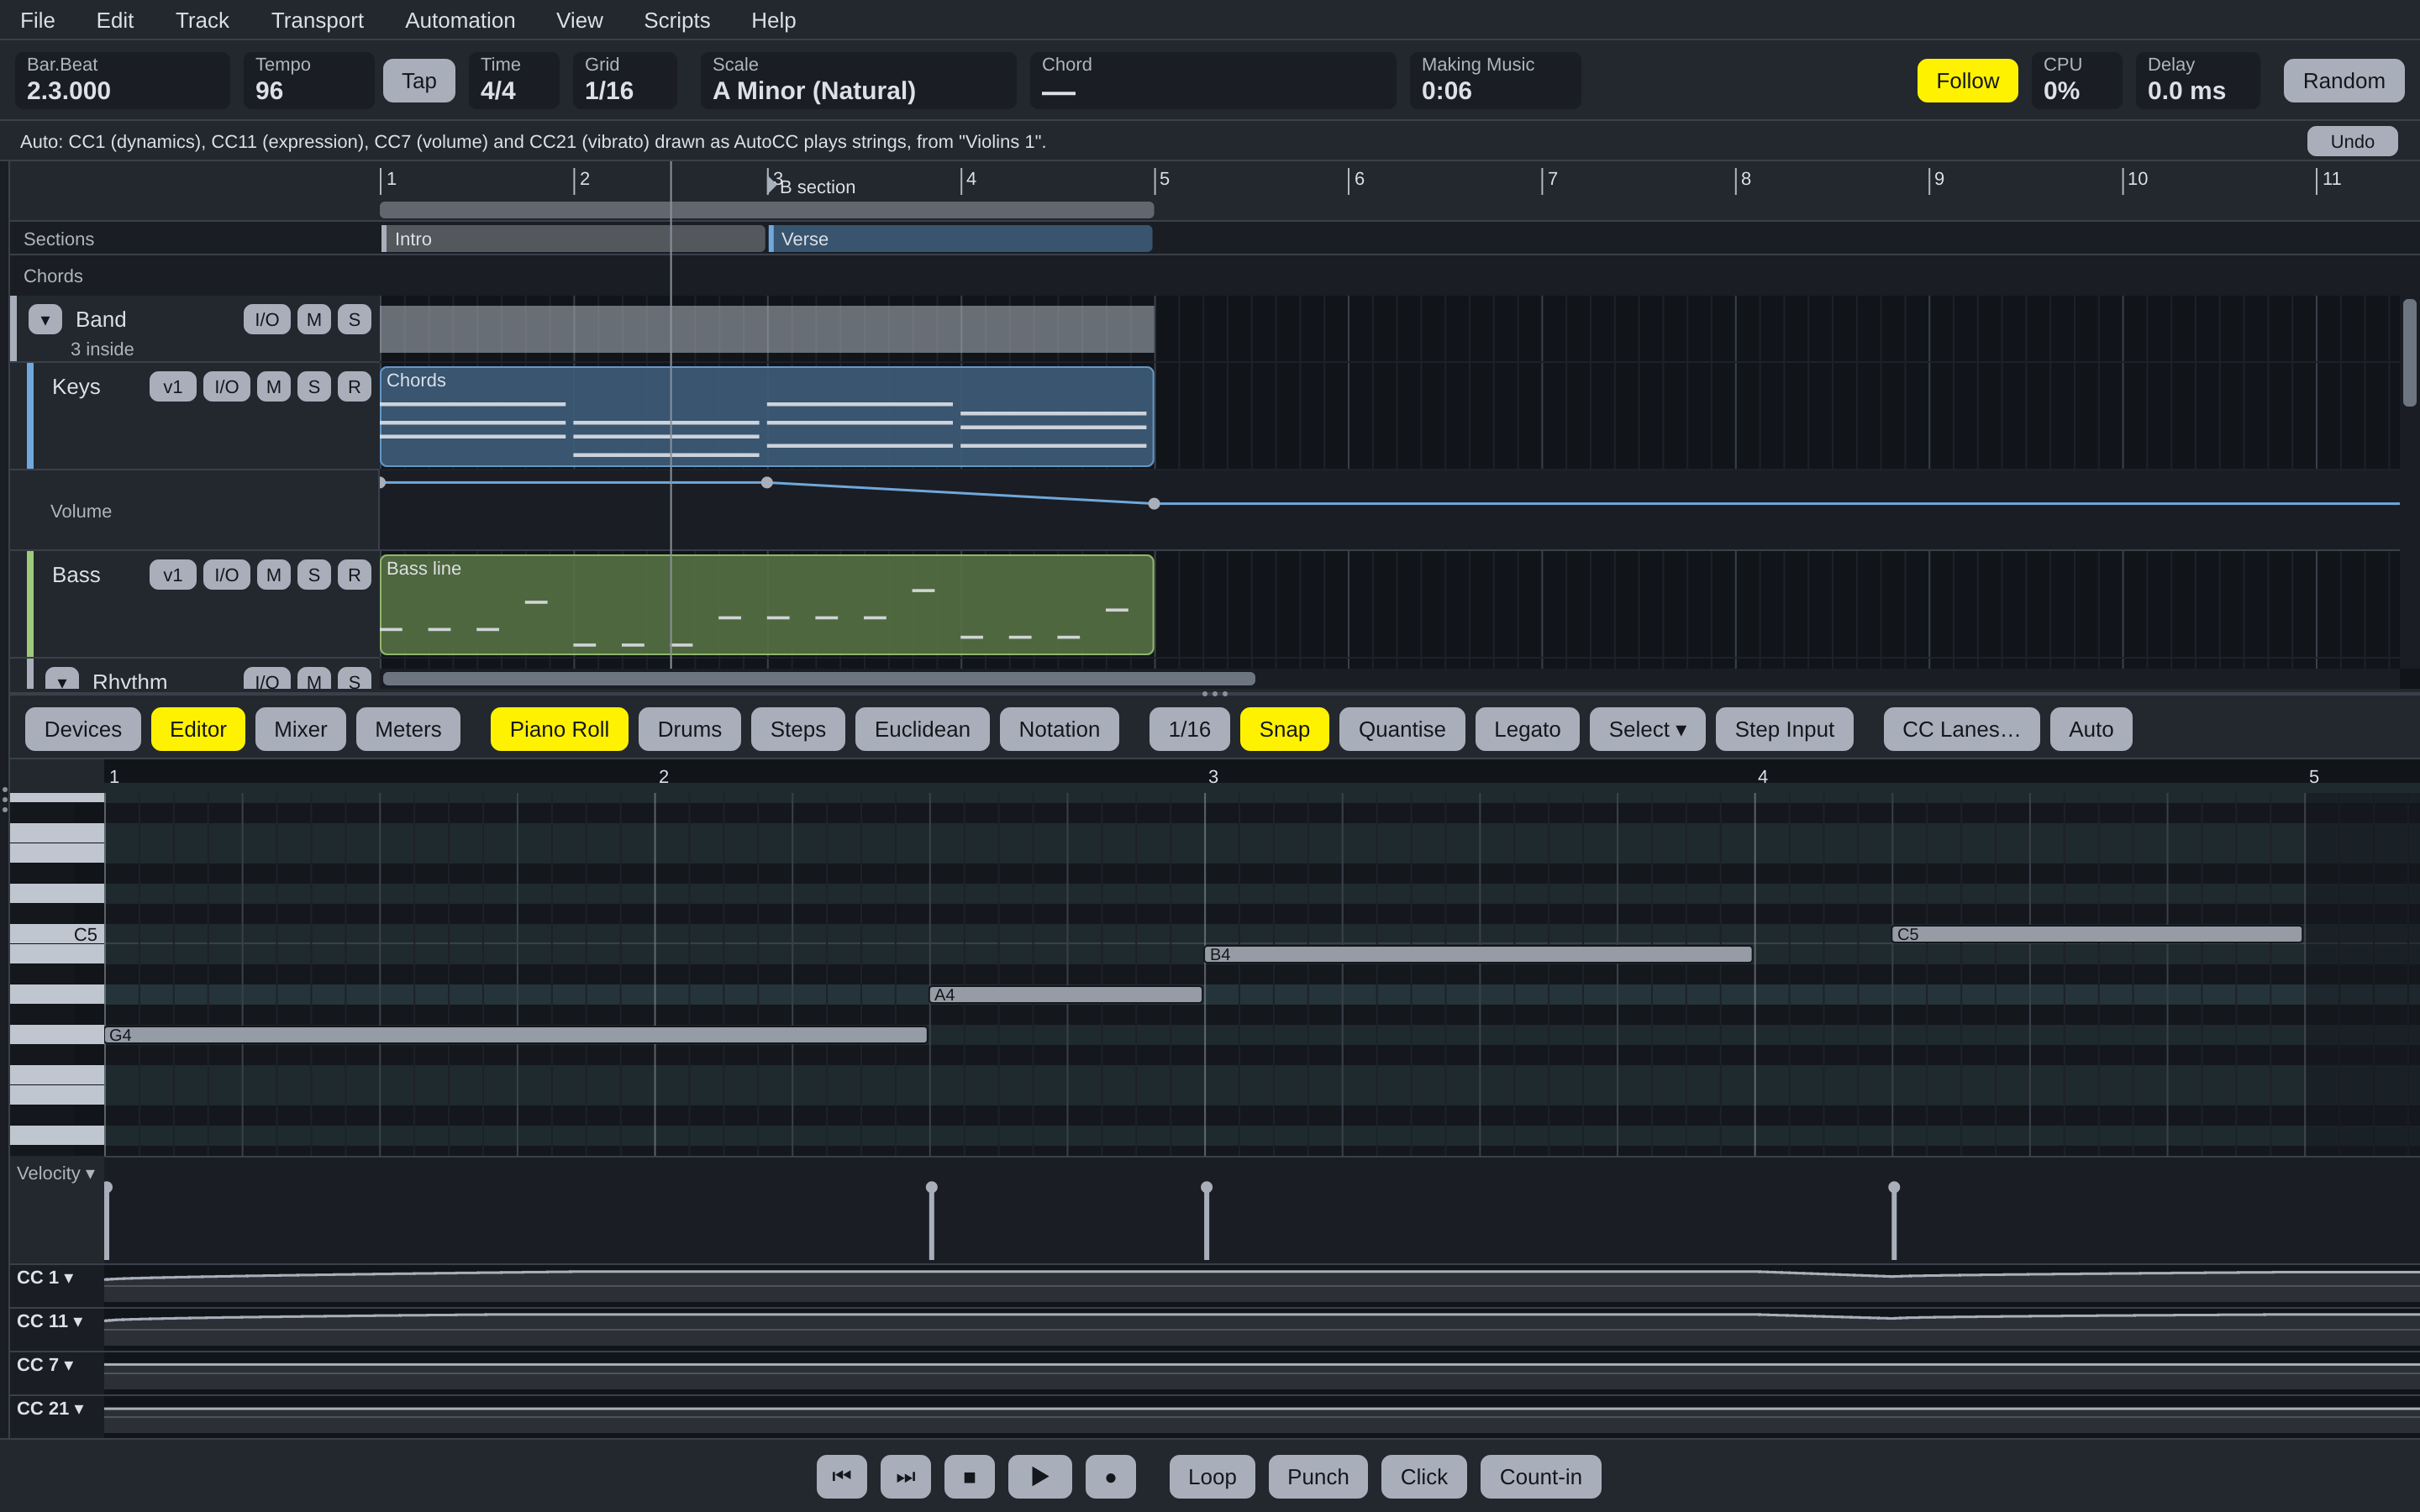 File Edit Track Transport Automation View Scripts Help
Bar.Beat Tempo Time Grid Scale Chord Making Music CPU Delay
2.3.000 96 Tap 4/4 1/16 A Minor (Natural) — 0:06 Follow 0% 0.0 ms Random
Auto: CC1 (dynamics), CC11 (expression), CC7 (volume) and CC21 (vibrato) drawn as AutoCC plays strings, from "Violins 1". Undo
1 2 3 B section 4 5 6 7 8 9 10 11
Sections Intro Verse
Chords
▾ Band I/O M S
3 inside
Keys v1 I/O M S R Chords
Volume
Bass v1 I/O M S R Bass line
▾ Rhythm I/O M S
Devices Editor Mixer Meters Piano Roll Drums Steps Euclidean Notation 1/16 Snap Quantise Legato Select ▾ Step Input CC Lanes… Auto
1 2 3 4 5
C5 C5
B4
A4
G4
Velocity ▾
CC 1 ▾
CC 11 ▾
CC 7 ▾
CC 21 ▾
Loop Punch Click Count-in